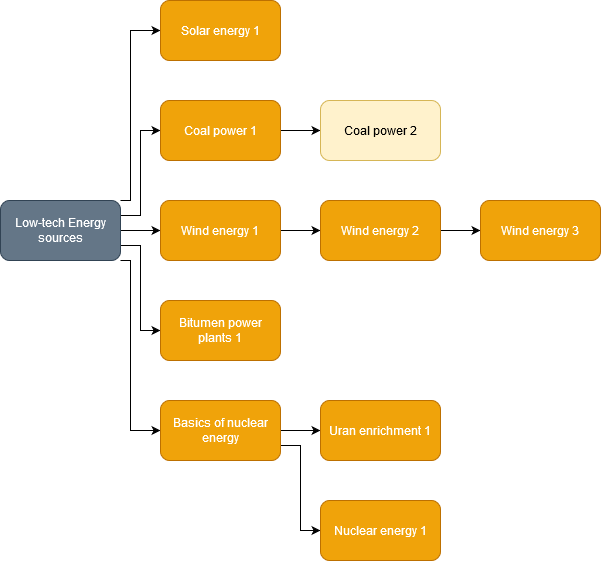 Solar energy 1
Coal power 1
Coal power 2
Low-tech Energy
sources
Wind energy 1
Wind energy 2
Wind energy 3
Bitumen power
plants 1
Basics of nuclear
energy
Uran enrichment 1
Nuclear energy 1